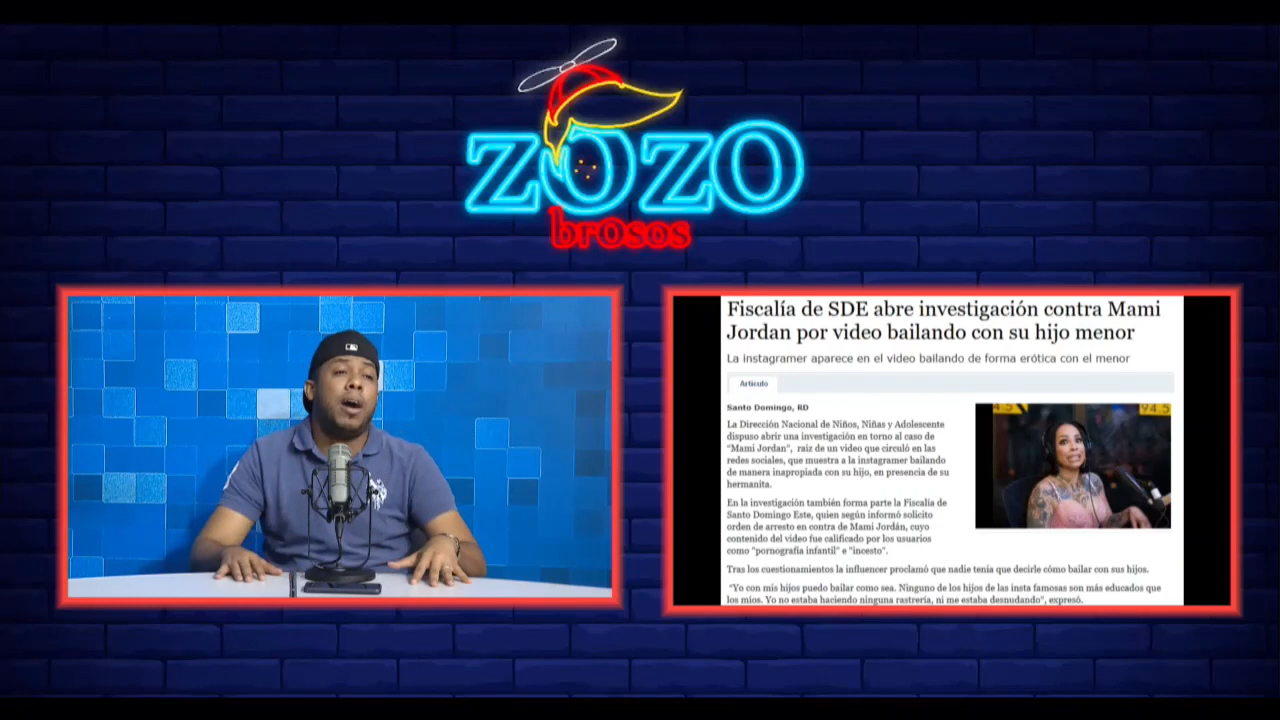 ZOZO
brosos
Fiscalía de SDE abre investigación contra Mami
Jordan por video bailando con su hijo menor
La instagramer aparece en el video bailando de forma erótica con el menor
Artículo
Santo Domingo, RD
La Dirección Nacional de Niños, Niñas y Adolescente
dispuso abrir una investigación en torno al caso de
“Mami Jordan”, raiz de un video que circuló en las
redes sociales, que muestra a la instagramer bailando
de manera inapropiada con su hijo, en presencia de su
hermanita.
En la investigación también forma parte la Fiscalía de
Santo Domingo Este, quien según informó solicito
orden de arresto en contra de Mami Jordán, cuyo
contenido del video fue calificado por los usuarios
como "pornografía infantil" e "incesto".
Tras los cuestionamientos la influencer proclamó que nadie tenía que decirle cómo bailar con sus hijos.
“Yo con mis hijos puedo bailar como sea. Ninguno de los hijos de las insta famosas son más educados que
los míos. Yo no estaba haciendo ninguna rastrería, ni me estaba desnudando”, expresó.
94.5